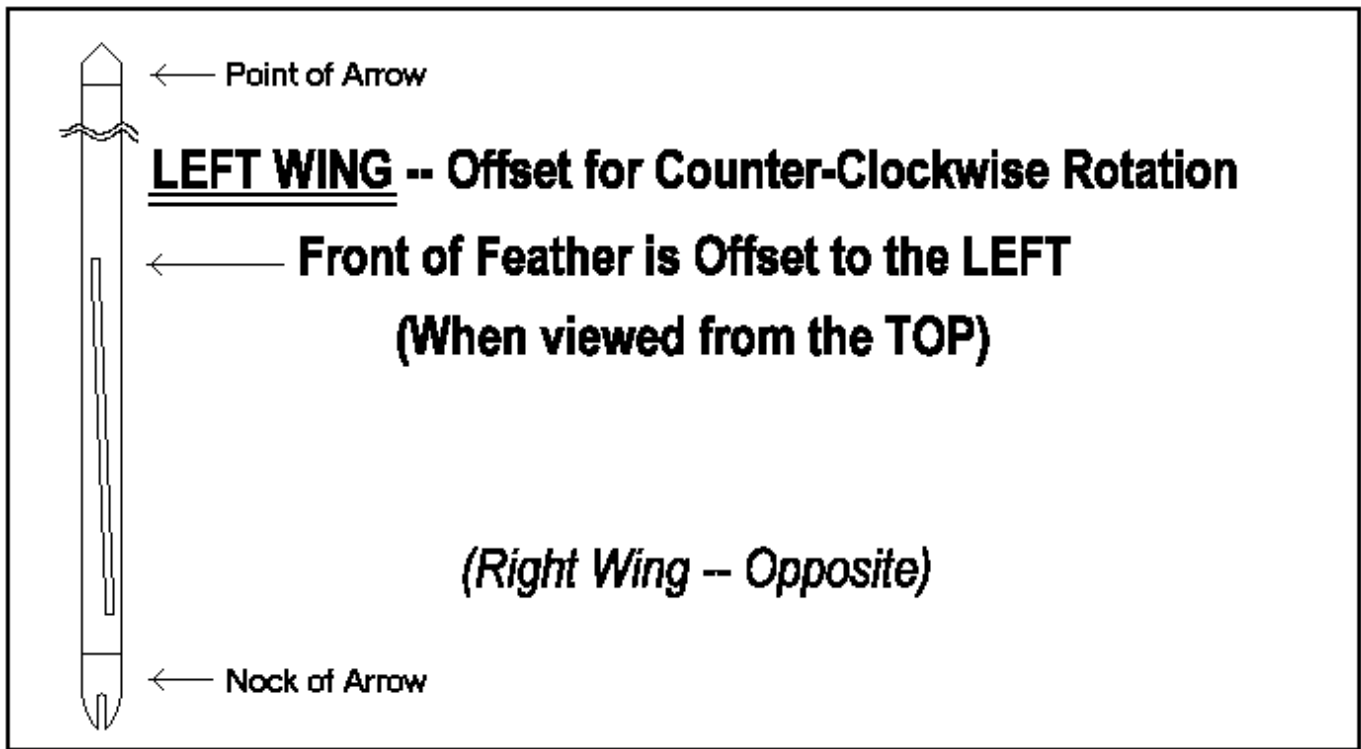 Point of Arrow
LEFT WING -- Offset for Counter-Clockwise Rotation
Front of Feather is Offset to the LEFT
(When viewed from the TOP)
(Right Wing -- Opposite)
Nock of Arrow